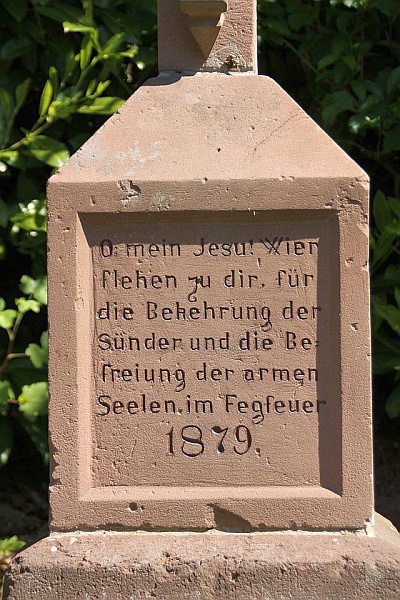 O: mein Jesu! Wier
flehen zu dir, für
die Bekehrung der
Sünder und die Be-
freiung der armen
Seelen, im Fegfeuer
1879.